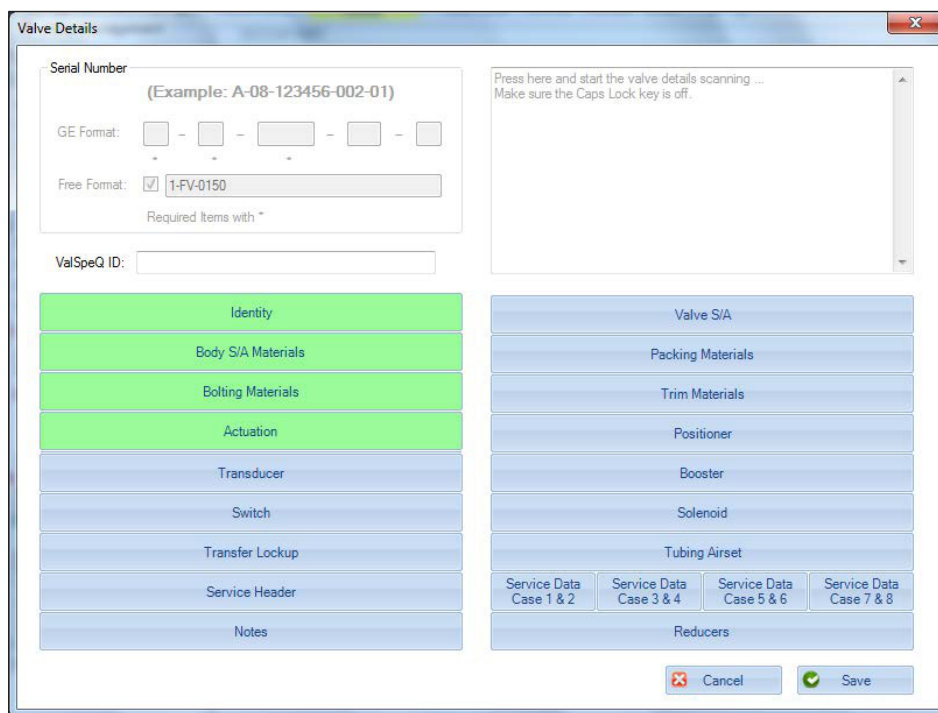 Valve Details
Serial Number
(Example: A-08-123456-002-01)
GE Format:
- - - -
* * *
Free Format:
1-FV-0150
Required Items with *
ValSpeQ ID:
Press here and start the valve details scanning ...
Make sure the Caps Lock key is off.
Identity
Body S/A Materials
Bolting Materials
Actuation
Transducer
Switch
Transfer Lockup
Service Header
Notes
Valve S/A
Packing Materials
Trim Materials
Positioner
Booster
Solenoid
Tubing Airset
Service Data
Case 1 & 2
Service Data
Case 3 & 4
Service Data
Case 5 & 6
Service Data
Case 7 & 8
Reducers
Cancel
Save